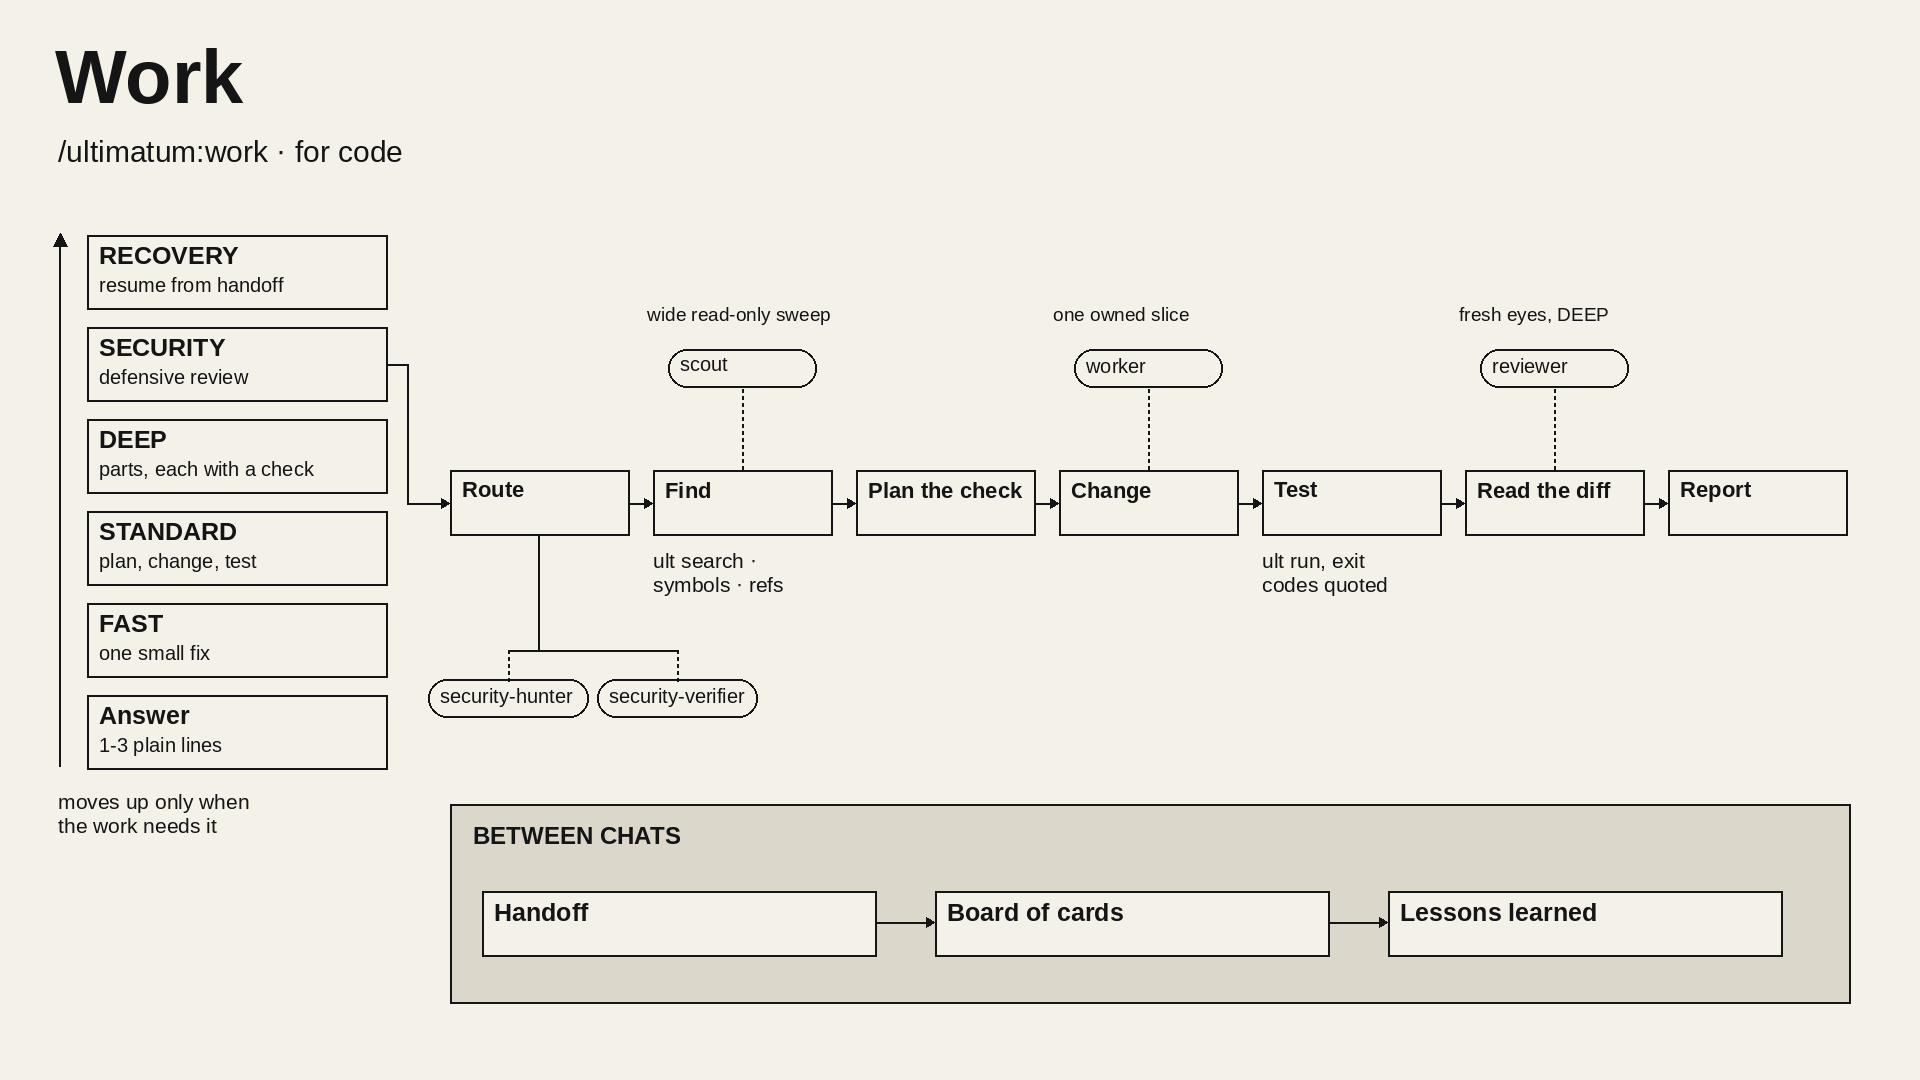 Work
/ultimatum:work · for code
RECOVERY
resume from handoff
SECURITY
defensive review
DEEP
parts, each with a check
STANDARD
plan, change, test
FAST
one small fix
Answer
1-3 plain lines
moves up only when
the work needs it
wide read-only sweep
scout
one owned slice
worker
fresh eyes, DEEP
reviewer
Route
Find
Plan the check
Change
Test
Read the diff
Report
ult search ·
symbols · refs
ult run, exit
codes quoted
security-hunter
security-verifier
BETWEEN CHATS
Handoff
Board of cards
Lessons learned